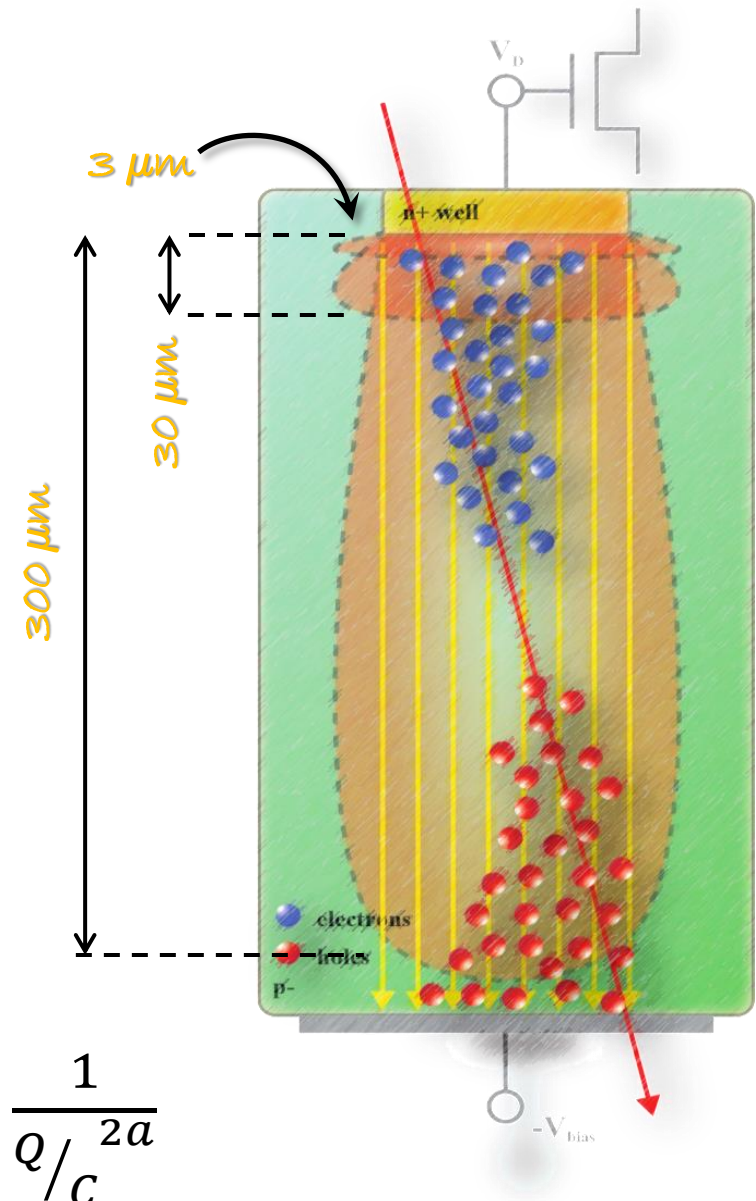 V_D
3 µm
n+ well
30 µm
300 µm
electrons
holes
p-
-V_bias
1
Q/C^{2a}